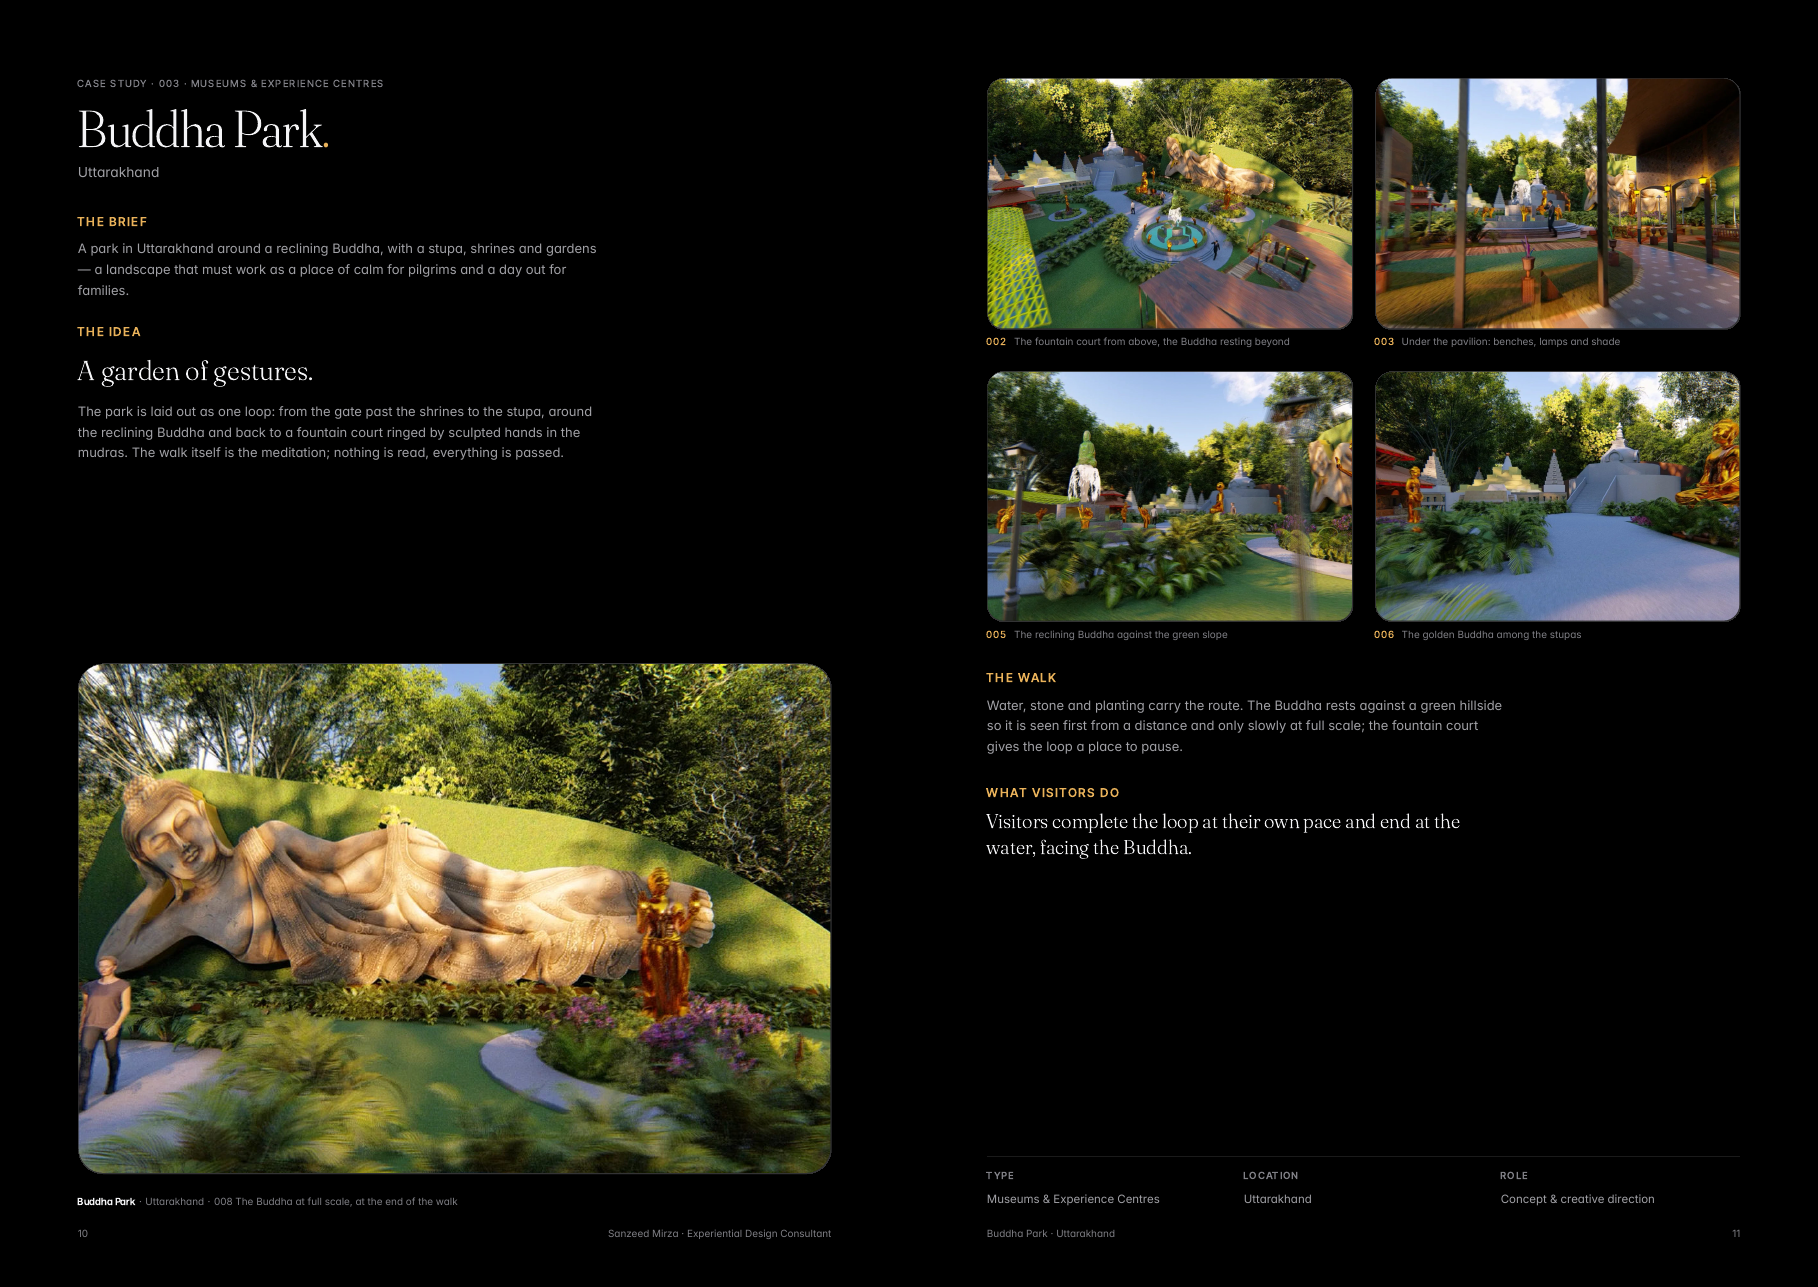 CASE STUDY · 003 · MUSEUMS & EXPERIENCE CENTRES
Buddha Park.
Uttarakhand
THE BRIEF
A park in Uttarakhand around a reclining Buddha, with a stupa, shrines and gardens
— a landscape that must work as a place of calm for pilgrims and a day out for
families.
THE IDEA
A garden of gestures.
The park is laid out as one loop: from the gate past the shrines to the stupa, around
the reclining Buddha and back to a fountain court ringed by sculpted hands in the
mudras. The walk itself is the meditation; nothing is read, everything is passed.
Buddha Park · Uttarakhand · 008 The Buddha at full scale, at the end of the walk
10
Sanzeed Mirza · Experiential Design Consultant
002 The fountain court from above, the Buddha resting beyond
003 Under the pavilion: benches, lamps and shade
005 The reclining Buddha against the green slope
006 The golden Buddha among the stupas
THE WALK
Water, stone and planting carry the route. The Buddha rests against a green hillside
so it is seen first from a distance and only slowly at full scale; the fountain court
gives the loop a place to pause.
WHAT VISITORS DO
Visitors complete the loop at their own pace and end at the
water, facing the Buddha.
TYPE
Museums & Experience Centres
LOCATION
Uttarakhand
ROLE
Concept & creative direction
Buddha Park · Uttarakhand
11